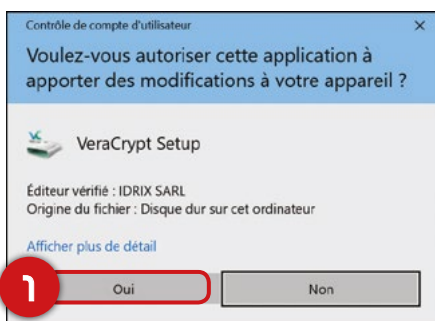 Contrôle de compte d'utilisateur
Voulez-vous autoriser cette application à
apporter des modifications à votre appareil ?
VeraCrypt Setup
Éditeur vérifié : IDRIX SARL
Origine du fichier : Disque dur sur cet ordinateur
Afficher plus de détail
١
Oui
Non